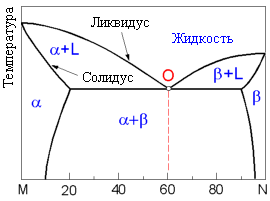 Температура
Ликвидус
Жидкость
α+L
Солидус
O
β+L
α
α+β
β
M 20 40 60 80 N